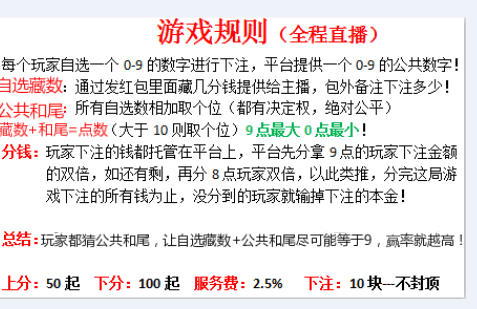 游戏规则（全程直播）
每个玩家自选一个 0-9 的数字进行下注，平台提供一个 0-9 的公共数字！
自选藏数：通过发红包里面藏几分钱提供给主播，包外备注下注多少！
公共和尾：所有自选数相加取个位（都有决定权，绝对公平）
藏数+和尾=点数（大于 10 则取个位）9 点最大 0 点最小！
分钱：玩家下注的钱都托管在平台上，平台先分拿 9 点的玩家下注金额
的双倍，如还有剩，再分 8 点玩家双倍，以此类推，分完这局游
戏下注的所有钱为止，没分到的玩家就输掉下注的本金！
总结：玩家都猜公共和尾，让自选藏数+公共和尾尽可能等于9，赢率就越高！
上分：50 起 下分：100 起 服务费：2.5% 下注：10 块---不封顶